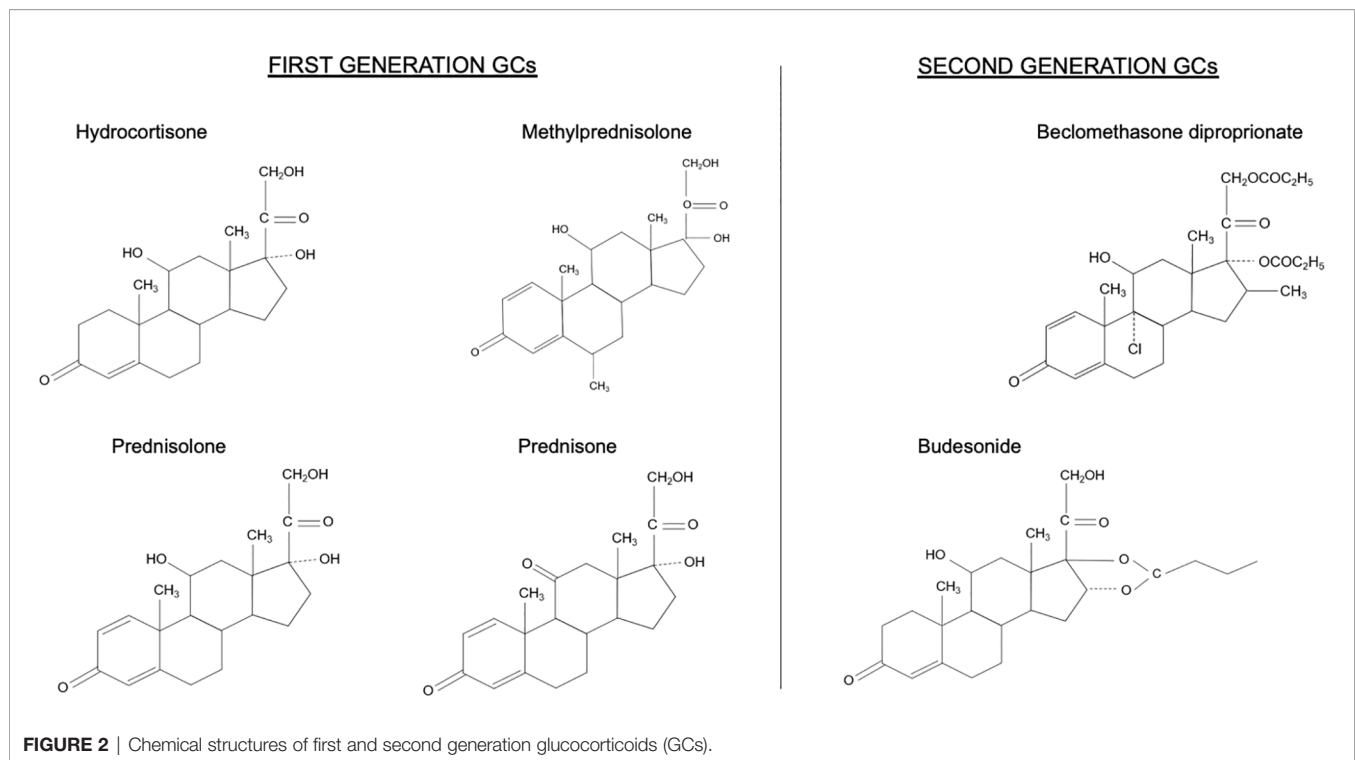 FIRST GENERATION GCs
Hydrocortisone
CH2OH
C O
CH3
HO
OH
CH3
O
Methylprednisolone
CH2OH
O O
CH3
HO
OH
CH3
O
CH3
Prednisolone
CH2OH
C O
CH3
HO
OH
CH3
O
Prednisone
CH2OH
C O
CH3
O
OH
CH3
O
SECOND GENERATION GCs
Beclomethasone diproprionate
CH2OCOC2H5
C O
CH3
HO
OCOC2H5
CH3
CH3
Cl
O
Budesonide
CH2OH
C O
CH3
HO
O
C
CH3
O
O
FIGURE 2 | Chemical structures of first and second generation glucocorticoids (GCs).